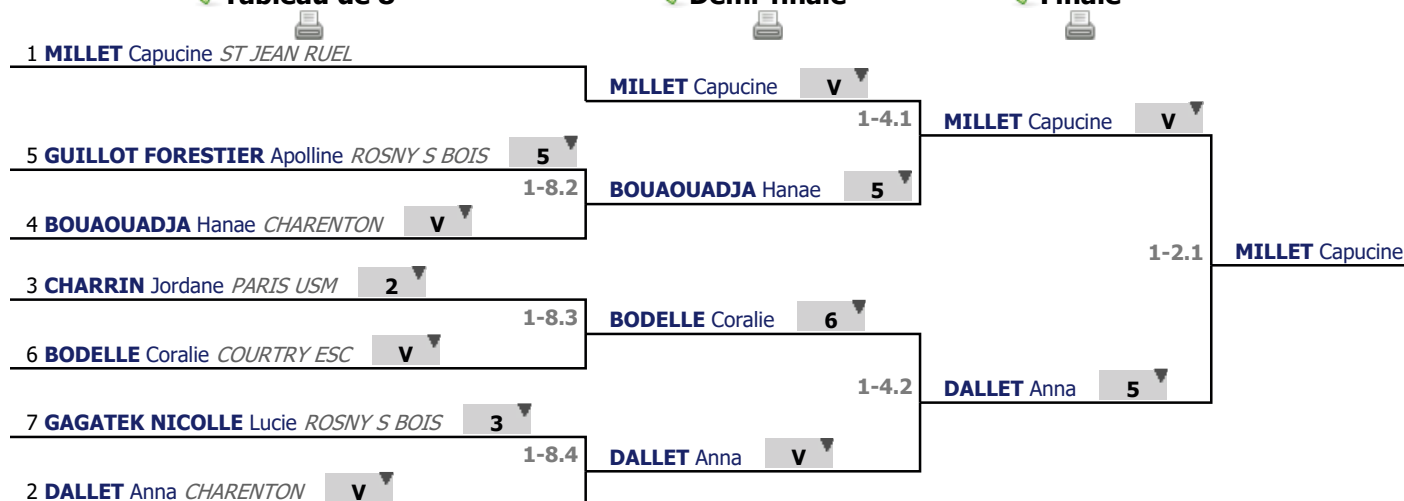 Tableau de 8
Demi-finale
Finale
1 MILLET Capucine ST JEAN RUEL
MILLET Capucine V
1-4.1
MILLET Capucine V
5 GUILLOT FORESTIER Apolline ROSNY S BOIS 5
1-8.2
BOUAOUADJA Hanae 5
4 BOUAOUADJA Hanae CHARENTON V
1-2.1
MILLET Capucine
3 CHARRIN Jordane PARIS USM 2
1-8.3
BODELLE Coralie 6
6 BODELLE Coralie COURTRY ESC V
1-4.2
DALLET Anna 5
7 GAGATEK NICOLLE Lucie ROSNY S BOIS 3
1-8.4
DALLET Anna V
2 DALLET Anna CHARENTON V